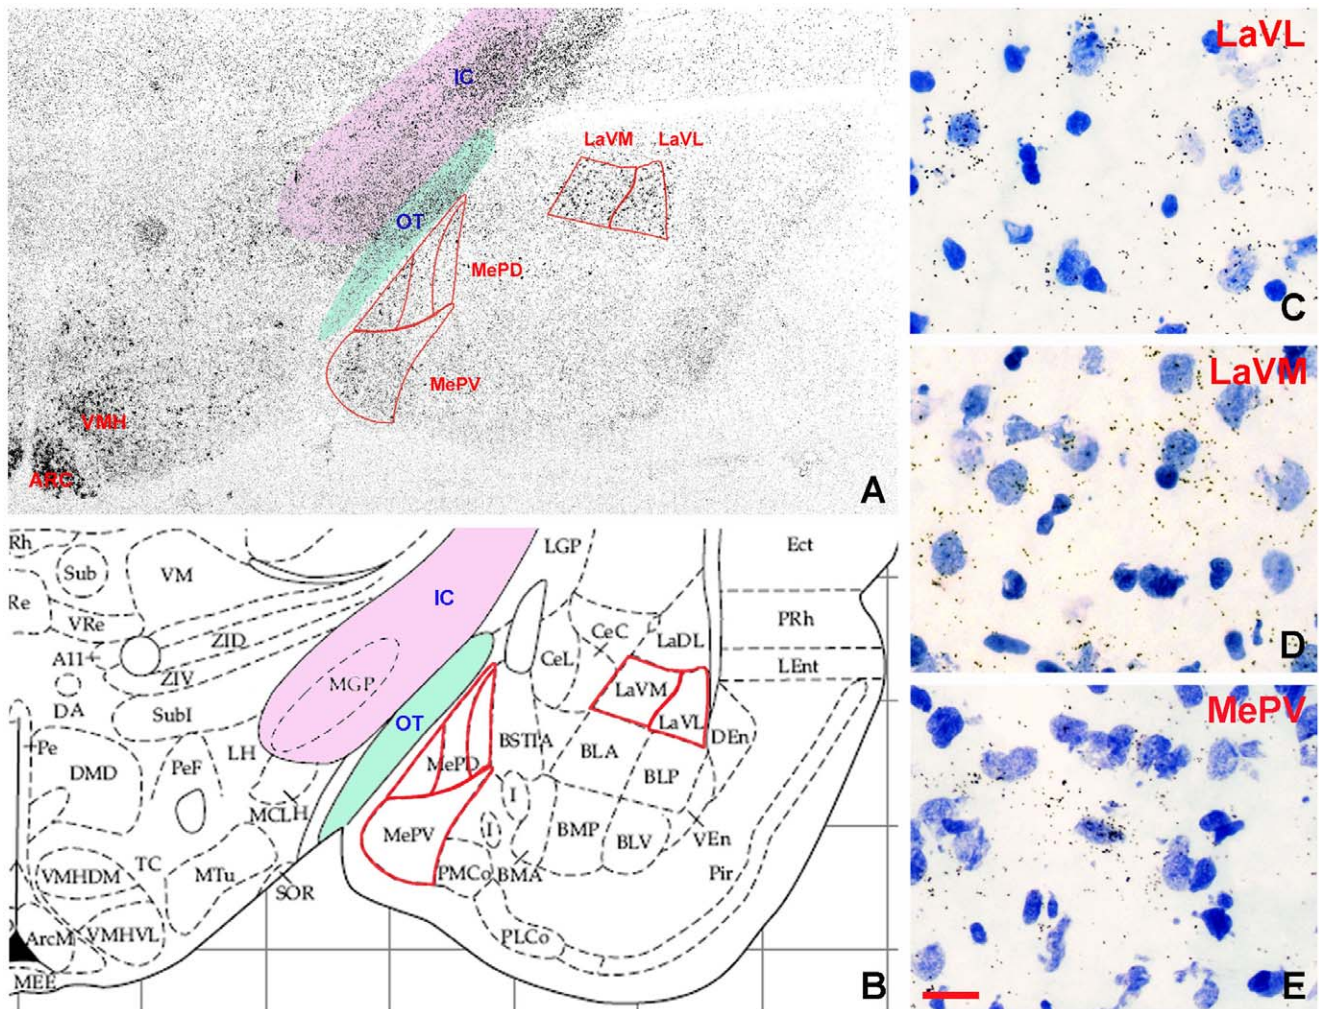 IC
LaVM LaVL
OT
MePD
MePV
VMH
ARC
A
Rh
Sub
VM
LGP
Ect
Re
VRe
IC
CeC
LaDL
PRh
ZID
A11
ZIV
CeL
LEnt
MGP
LaVM
DA
SubI
OT
LaVL
DEn
Pe
LH
BSTIA
BLA
DMD
PeF
MePD
BLP
MCLH
I
MePV
I
BMP
BLV
VEn
TC
VMHDM
MTu
SOR
PMCo
BMA
Pir
ArcM
VMHVL
PLCo
MEE
B
LaVL
C
LaVM
D
MePV
E